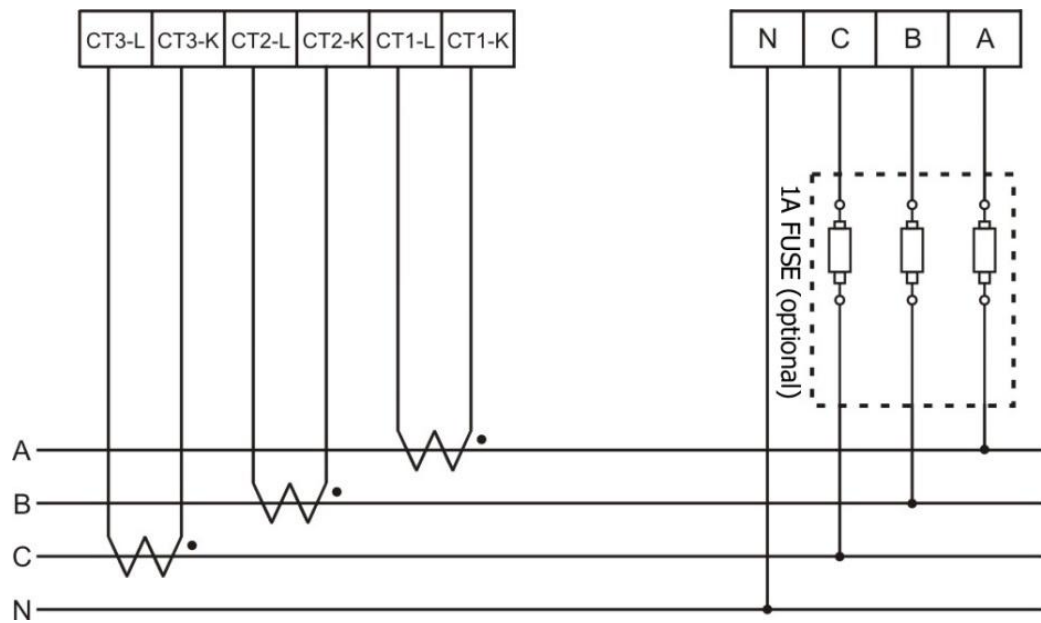 CT3-L CT3-K CT2-L CT2-K CT1-L CT1-K
N C B A
1A FUSE (optional)
A
B
C
N